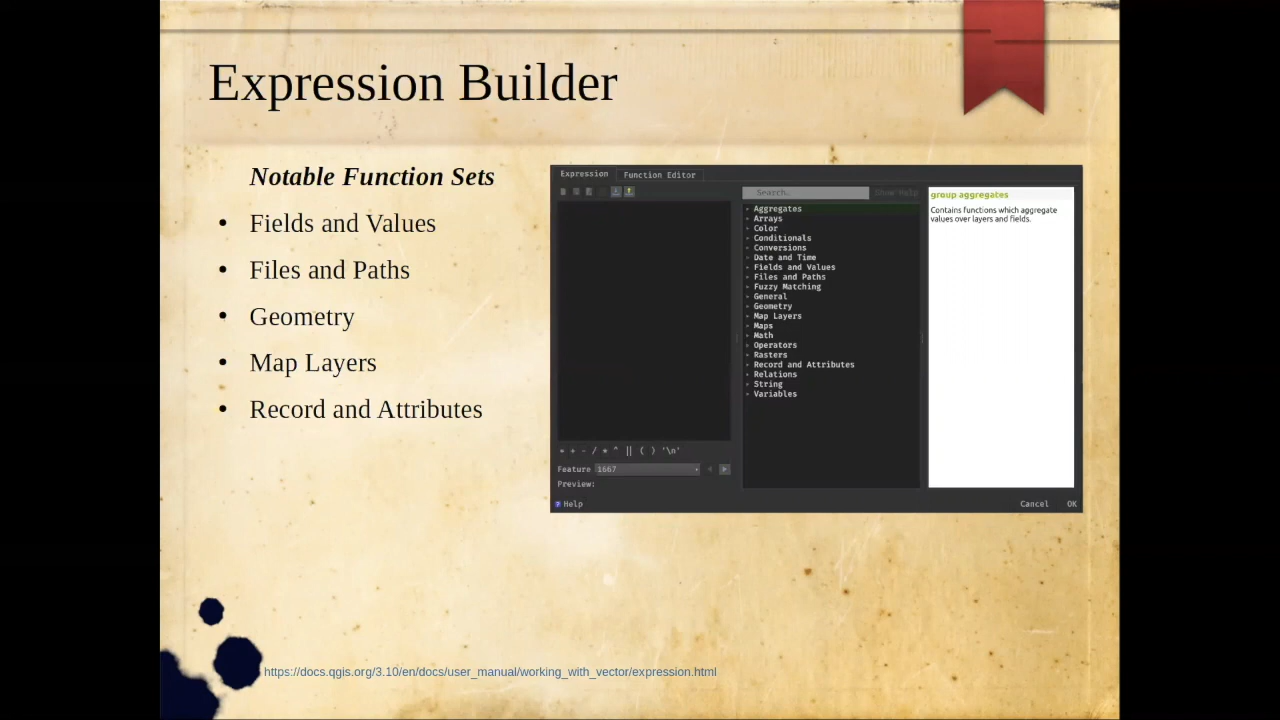 Expression Builder
Notable Function Sets
• Fields and Values
• Files and Paths
• Geometry
• Map Layers
• Record and Attributes
Expression
Function Editor
Search…
Show Help
Aggregates
Arrays
Color
Conditionals
Conversions
Date and Time
Fields and Values
Files and Paths
Fuzzy Matching
General
Geometry
Map Layers
Maps
Math
Operators
Rasters
Record and Attributes
Relations
String
Variables
group aggregates
Contains functions which aggregate
values over layers and fields.
= + - / * ^ || ( ) '\n'
Feature 1667
Preview:
Help
Cancel OK
https://docs.qgis.org/3.10/en/docs/user_manual/working_with_vector/expression.html